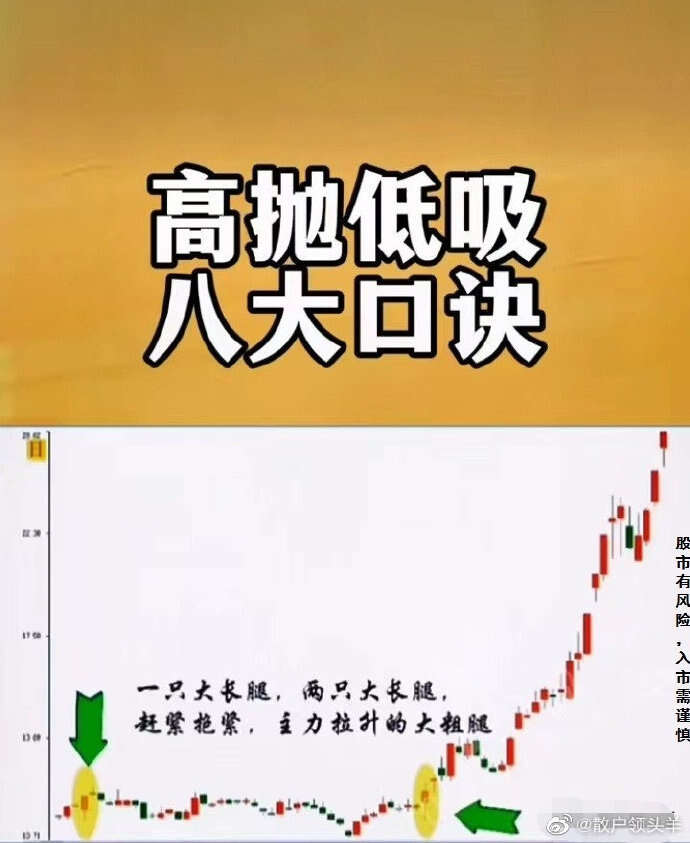 高抛低吸
八大口诀
日
22.30
一只大长腿，两只大长腿，
赶紧抱紧，主力拉升的大粗腿
股市有风险，入市需谨慎
@散户领头羊